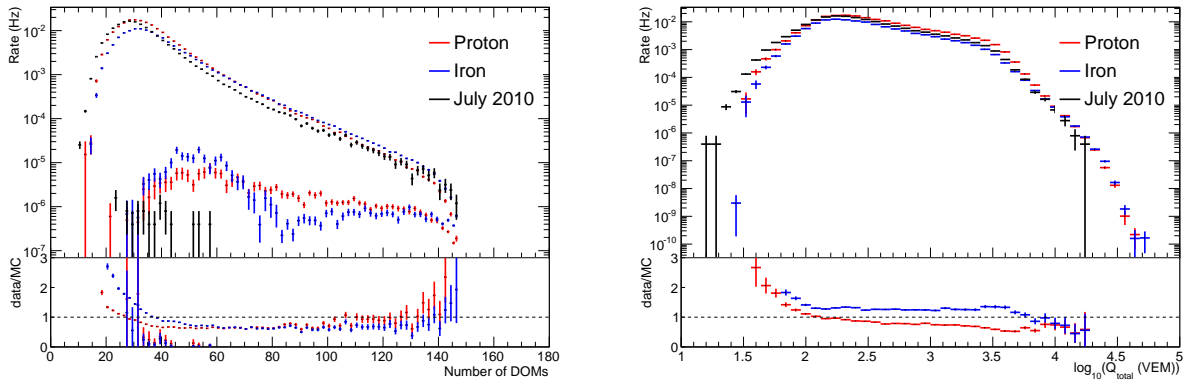 Rate (Hz)
10^-2
10^-3
10^-4
10^-5
10^-6
10^-7
Proton
Iron
July 2010
data/MC
3
2
1
0
0 20 40 60 80 100 120 140 160 180
Number of DOMs
Rate (Hz)
10^-2
10^-3
10^-4
10^-5
10^-6
10^-7
10^-8
10^-9
10^-10
Proton
Iron
July 2010
data/MC
3
2
1
0
1 1.5 2 2.5 3 3.5 4 4.5 5
log_10(Q_total (VEM))